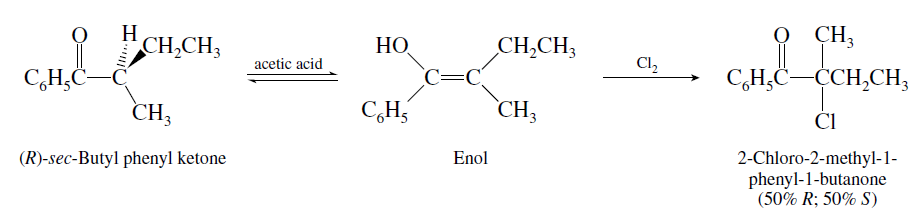 O H CH₂CH₃
C₆H₅C—C
CH₃
acetic acid
(R)-sec-Butyl phenyl ketone
HO CH₂CH₃
C=C
C₆H₅ CH₃
Enol
Cl₂
O CH₃
C₆H₅C—CCH₂CH₃
Cl
2-Chloro-2-methyl-1-
phenyl-1-butanone
(50% R; 50% S)